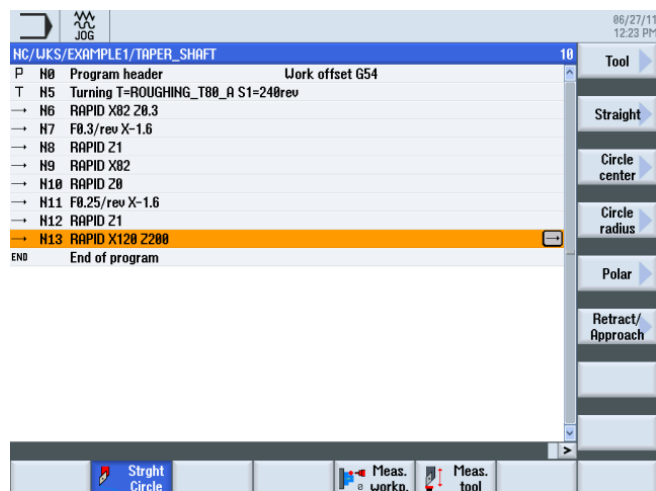 JOG
06/27/11
12:23 PM
NC/WKS/EXAMPLE1/TAPER_SHAFT 10
P N0 Program header Work offset G54
T N5 Turning T=ROUGHING_T80_A S1=240rev
→ N6 RAPID X82 Z0.3
→ N7 F0.3/rev X-1.6
→ N8 RAPID Z1
→ N9 RAPID X82
→ N10 RAPID Z0
→ N11 F0.25/rev X-1.6
→ N12 RAPID Z1
→ N13 RAPID X120 Z200 →
END End of program
Tool
Straight
Circle
center
Circle
radius
Polar
Retract/
Approach
>
Strght
Circle
Meas.
workp.
Meas.
tool